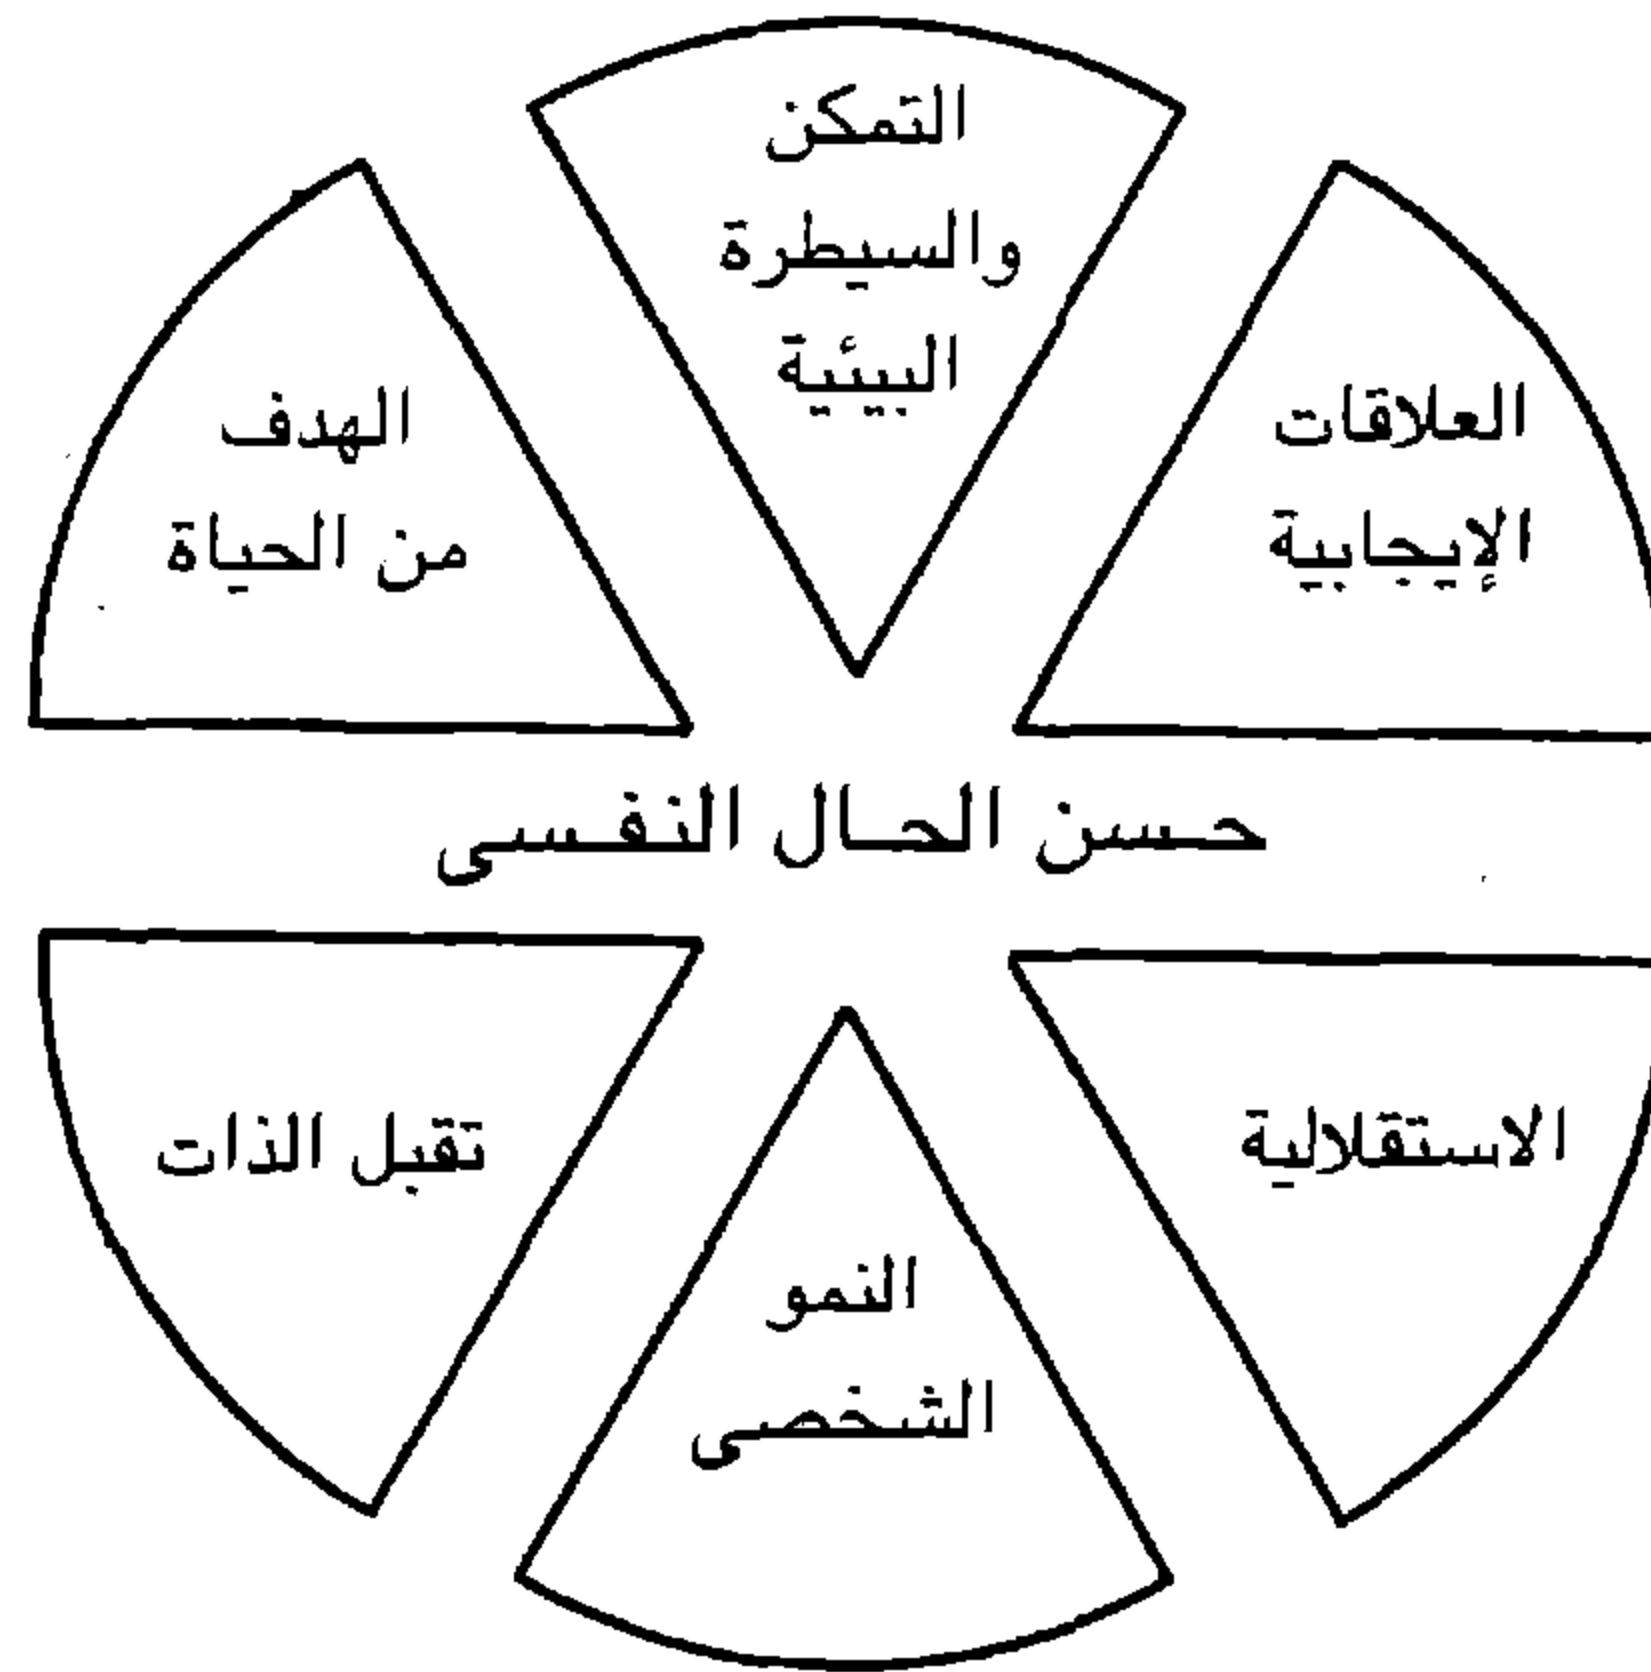 التمكن
والسيطرة
البيئية
العلاقات
الإيجابية
الهدف
من الحياة
حسن الحال النفسى
الاستقلالية
تقبل الذات
النمو
الشخصى